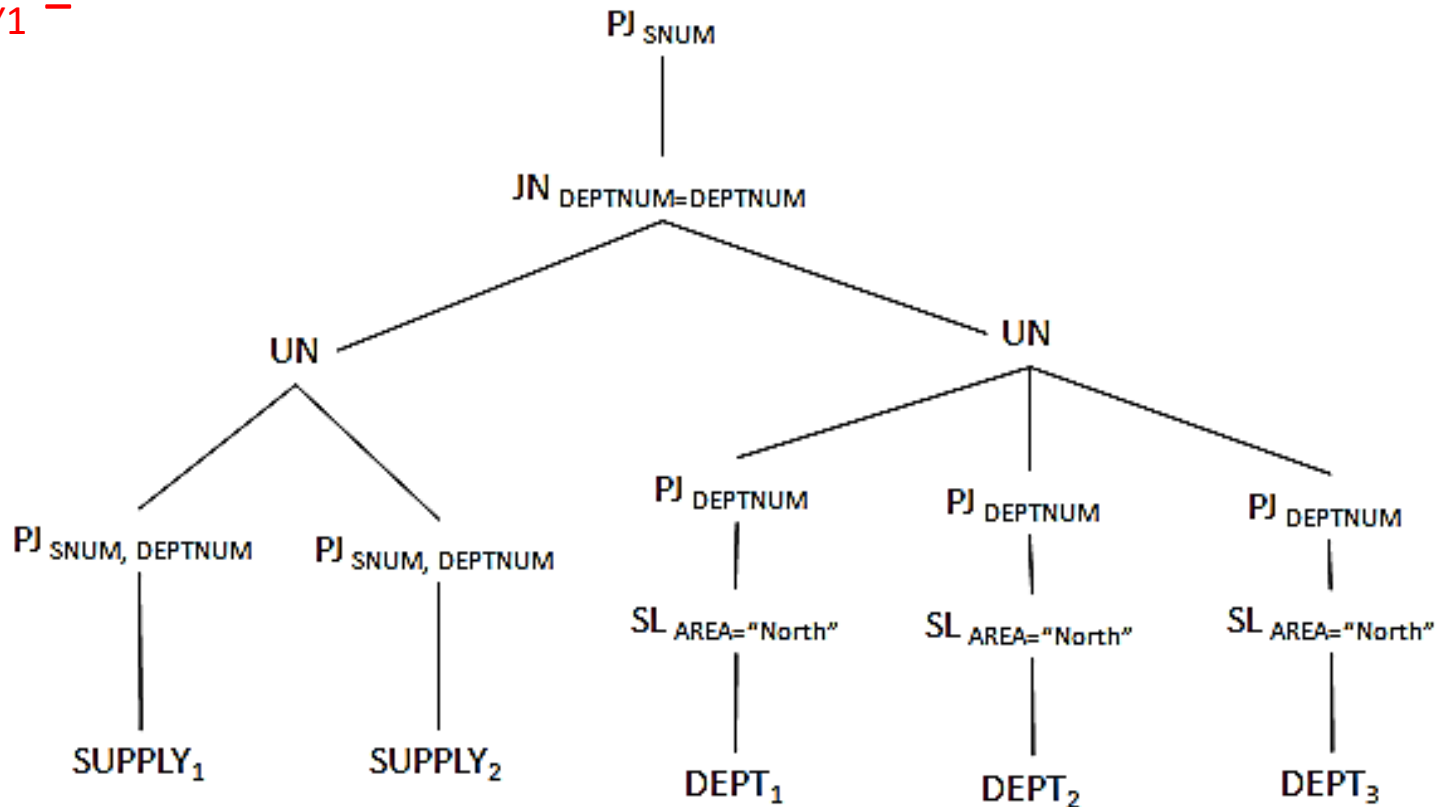 Y1
PJ SNUM
JN DEPTNUM=DEPTNUM
UN
UN
PJ SNUM, DEPTNUM
PJ SNUM, DEPTNUM
PJ DEPTNUM
PJ DEPTNUM
PJ DEPTNUM
SL AREA="North"
SL AREA="North"
SL AREA="North"
SUPPLY₁
SUPPLY₂
DEPT₁
DEPT₂
DEPT₃